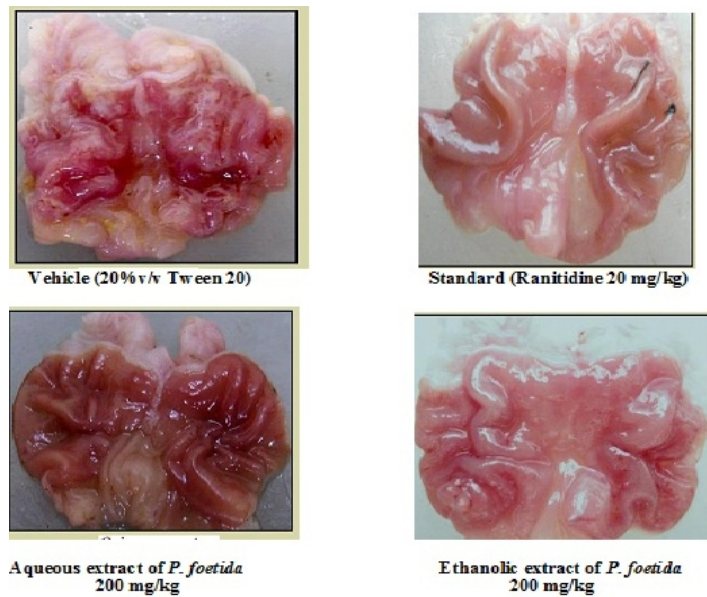 Vehicle (20% v/v Tween 20)
Standard (Ranitidine 20 mg/kg)
Aqueous extract of P. foetida
200 mg/kg
Ethanolic extract of P. foetida
200 mg/kg